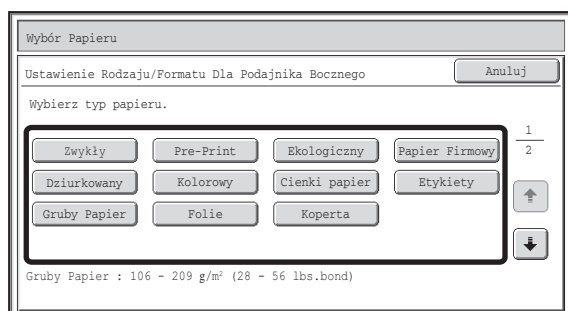 Wybór Papieru
Ustawienie Rodzaju/Formatu Dla Podajnika Bocznego Anuluj
Wybierz typ papieru.
1
Zwykły Pre-Print Ekologiczny Papier Firmowy 2
Dziurkowany Kolorowy Cienki papier Etykiety
Gruby Papier Folie Koperta
Gruby Papier : 106 - 209 g/m² (28 - 56 lbs.bond)